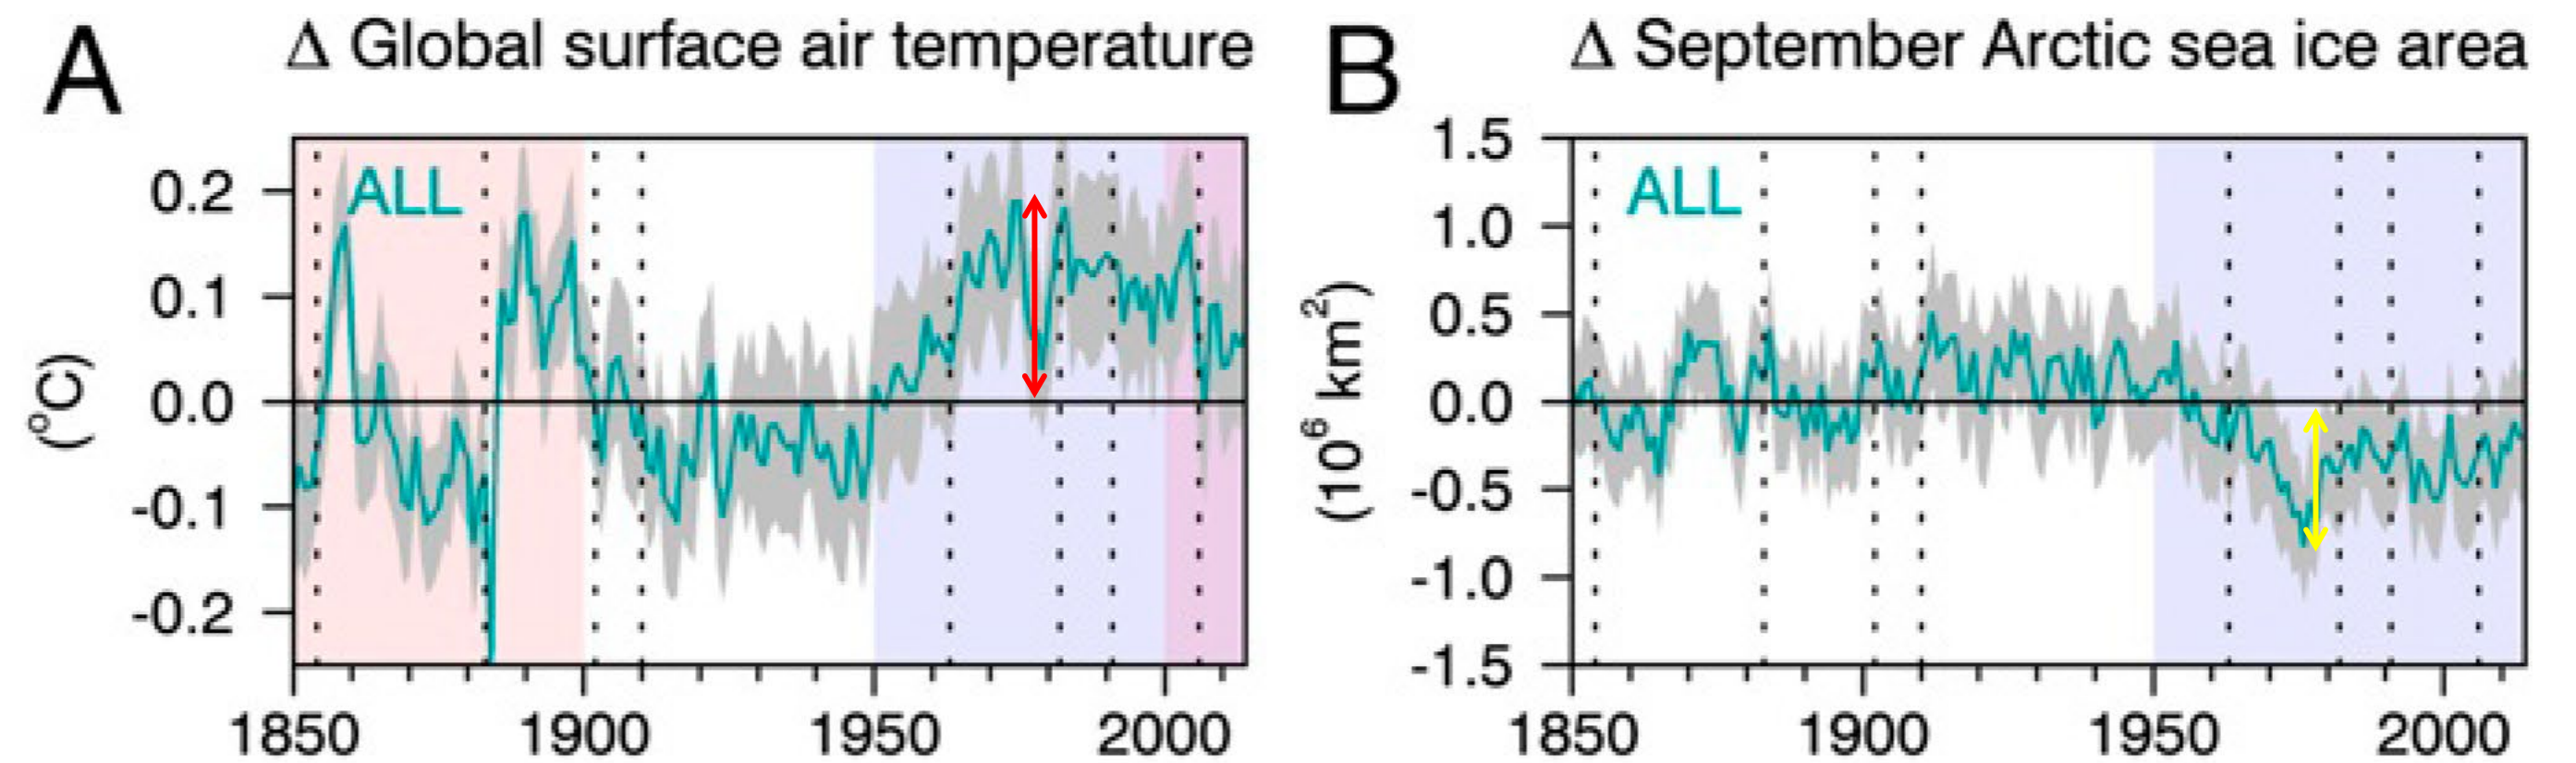 A
Δ Global surface air temperature
ALL
(°C)
0.2
0.1
0.0
-0.1
-0.2
1850 1900 1950 2000
B
Δ September Arctic sea ice area
ALL
(10⁶ km²)
1.5
1.0
0.5
0.0
-0.5
-1.0
-1.5
1850 1900 1950 2000